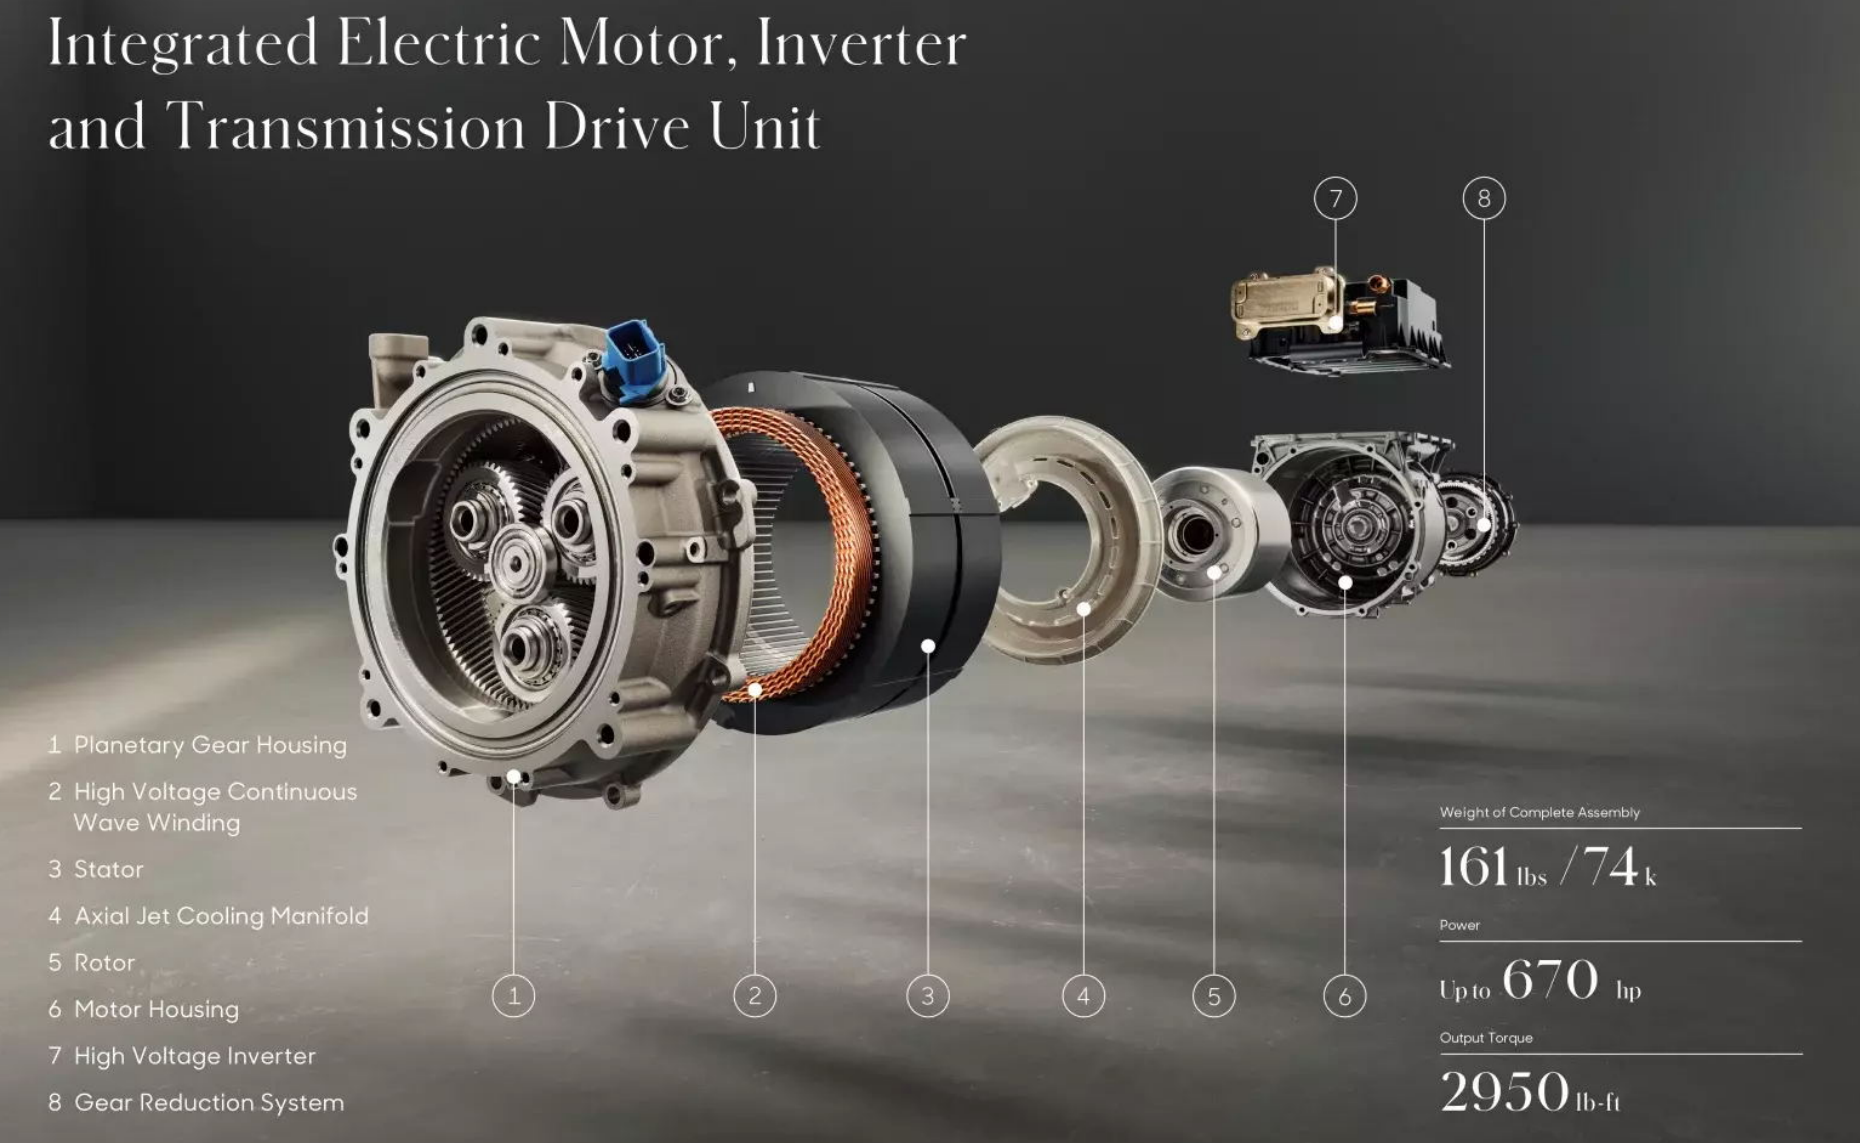 Integrated Electric Motor, Inverter
and Transmission Drive Unit
7
8
1 Planetary Gear Housing
2 High Voltage Continuous
Wave Winding
3 Stator
4 Axial Jet Cooling Manifold
5 Rotor
6 Motor Housing
7 High Voltage Inverter
8 Gear Reduction System
1
2
3
4
5
6
Weight of Complete Assembly
161 lbs / 74 k
Power
Up to 670 hp
Output Torque
2950 lb-ft